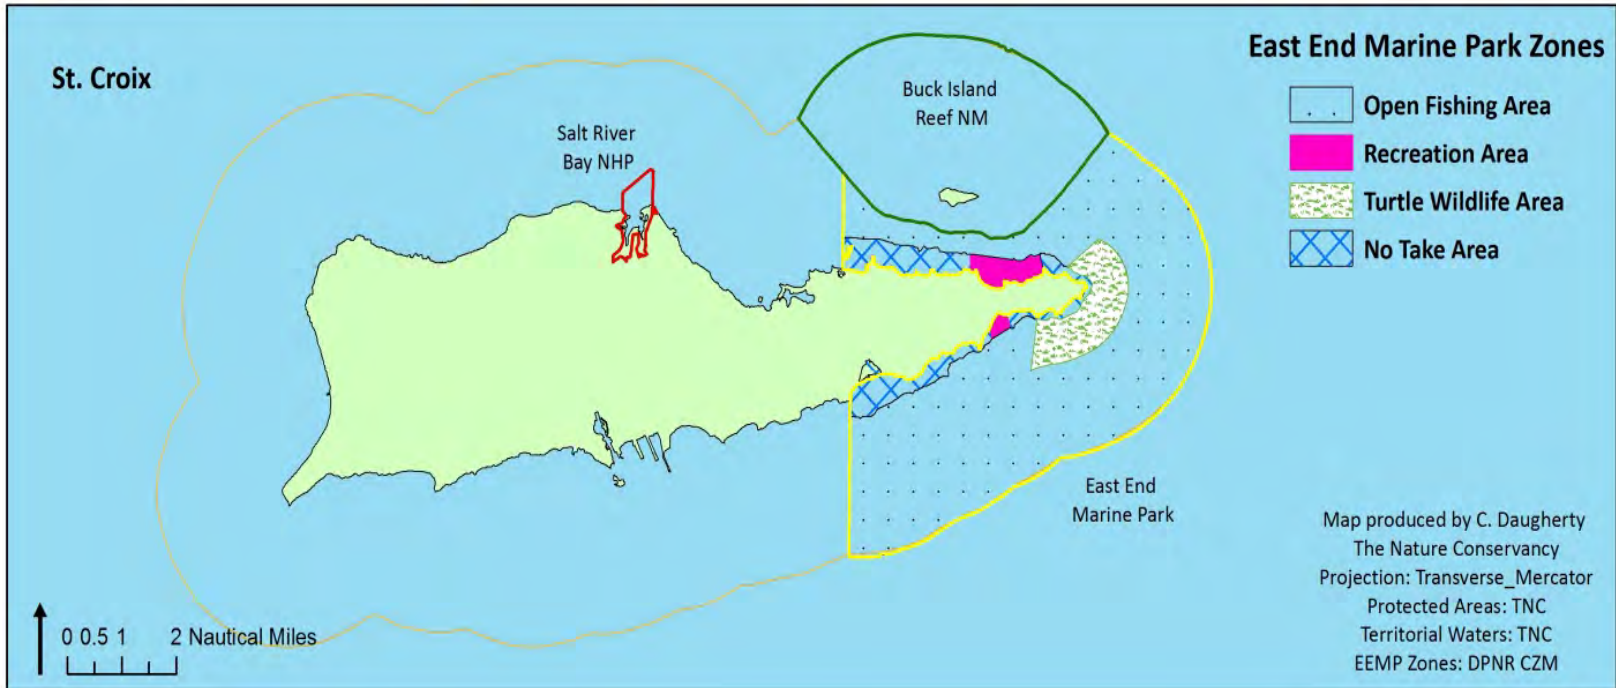 St. Croix
Salt River
Bay NHP
Buck Island
Reef NM
East End Marine Park Zones
Open Fishing Area
Recreation Area
Turtle Wildlife Area
No Take Area
East End
Marine Park
0 0.5 1 2 Nautical Miles
Map produced by C. Daugherty
The Nature Conservancy
Projection: Transverse_Mercator
Protected Areas: TNC
Territorial Waters: TNC
EEMP Zones: DPNR CZM